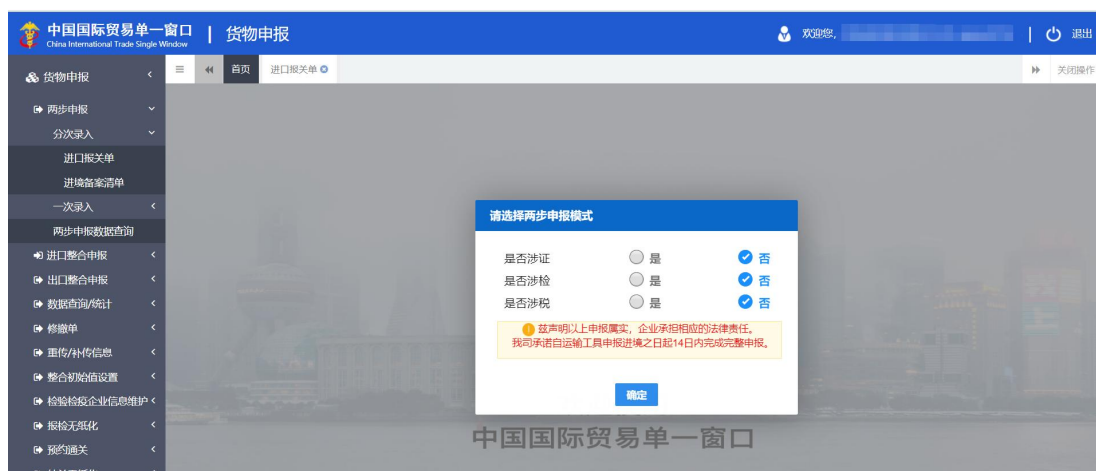 中国国际贸易单一窗口
China International Trade Single Window
货物申报
欢迎您,
退出
货物申报
首页
进口报关单
关闭操作
两步申报
分次录入
进口报关单
进境备案清单
一次录入
两步申报数据查询
进口整合申报
出口整合申报
数据查询/统计
修撤单
重传/补传信息
整合初始值设置
检验检疫企业信息维护
报检无纸化
预约通关
请选择两步申报模式
是否涉证 是 否
是否涉检 是 否
是否涉税 是 否
兹声明以上申报属实，企业承担相应的法律责任。
我司承诺自运输工具申报进境之日起14日内完成完整申报。
确定
中国国际贸易单一窗口